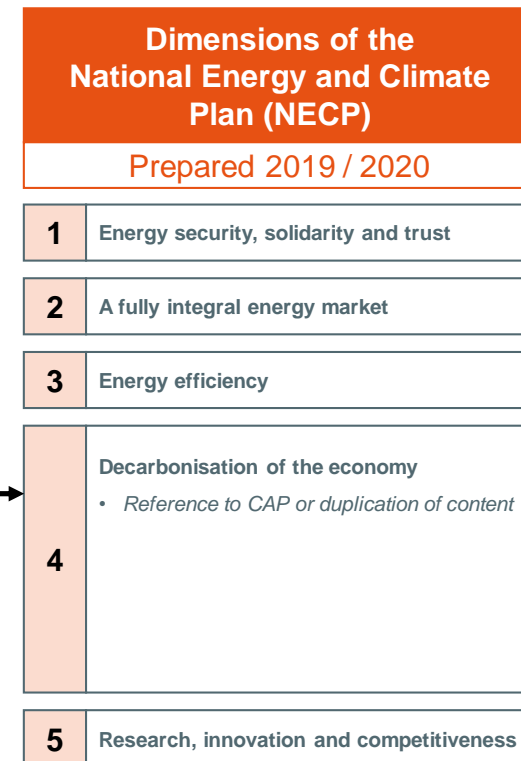 Dimensions of the
National Energy and Climate
Plan (NECP)
Prepared 2019 / 2020
1 Energy security, solidarity and trust
2 A fully integral energy market
3 Energy efficiency
4 Decarbonisation of the economy
• Reference to CAP or duplication of content
5 Research, innovation and competitiveness